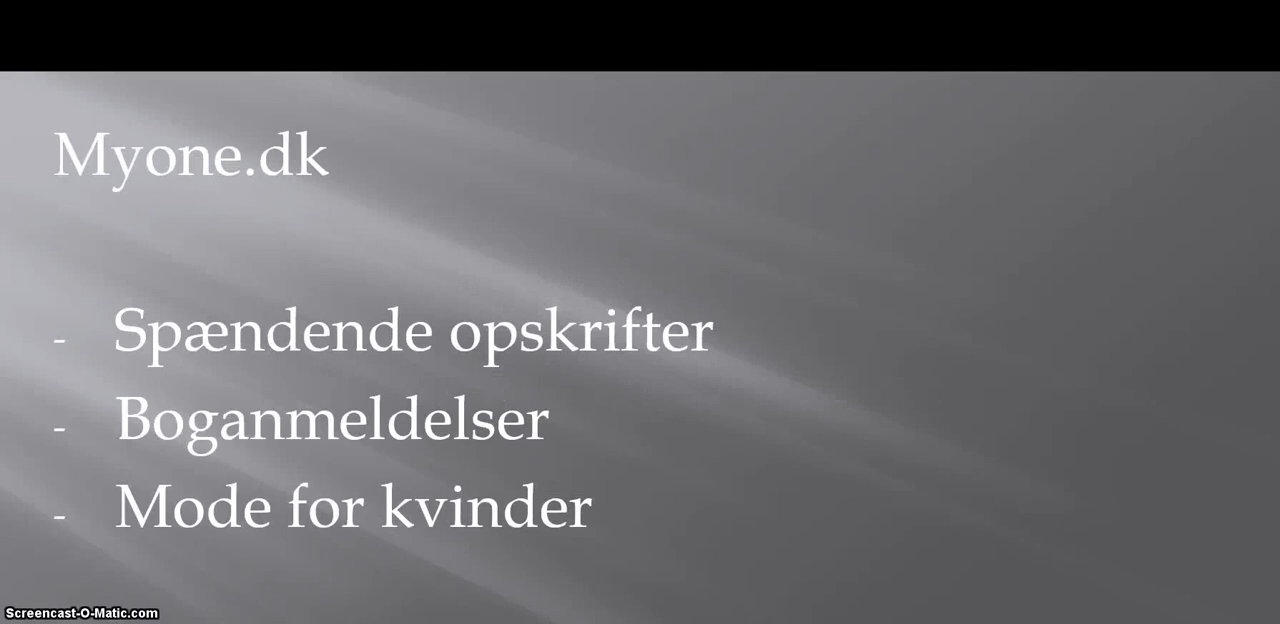 Myone.dk
- Spændende opskrifter
- Boganmeldelser
- Mode for kvinder
Screencast-O-Matic.com